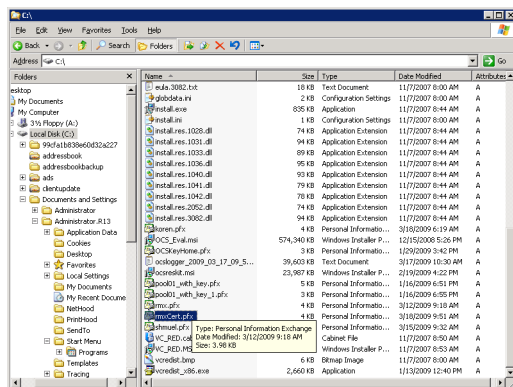 C:\
File Edit View Favorites Tools Help
Back Search Folders
Address C:\ Go
Folders
Name Size Type Date Modified Attributes
esktop
My Documents
My Computer
3½ Floppy (A:)
Local Disk (C:)
99cfa1b838e60d32a227
addressbook
addressbookbackup
ads
clientupdate
Documents and Settings
Administrator
Administrator.R13
Application Data
Cookies
Desktop
Favorites
Local Settings
My Documents
My Recent Docume
NetHood
PrintHood
SendTo
Start Menu
Programs
Templates
Tracing
eula.3082.txt 18 KB Text Document 11/7/2007 8:00 AM A
globdata.ini 2 KB Configuration Settings 11/7/2007 8:00 AM A
install.exe 835 KB Application 11/7/2007 8:44 AM A
install.ini 1 KB Configuration Settings 11/7/2007 8:00 AM A
install.res.1028.dll 74 KB Application Extension 11/7/2007 8:44 AM A
install.res.1031.dll 94 KB Application Extension 11/7/2007 8:44 AM A
install.res.1033.dll 89 KB Application Extension 11/7/2007 8:44 AM A
install.res.1036.dll 95 KB Application Extension 11/7/2007 8:44 AM A
install.res.1040.dll 93 KB Application Extension 11/7/2007 8:44 AM A
install.res.1041.dll 79 KB Application Extension 11/7/2007 8:44 AM A
install.res.1042.dll 78 KB Application Extension 11/7/2007 8:44 AM A
install.res.2052.dll 74 KB Application Extension 11/7/2007 8:44 AM A
install.res.3082.dll 94 KB Application Extension 11/7/2007 8:44 AM A
koren.pfx 4 KB Personal Informatio... 3/18/2009 6:19 AM A
OCS_Eval.msi 574,340 KB Windows Installer P... 12/15/2008 5:26 PM A
OCSKeyHome.pfx 3 KB Personal Informatio... 1/29/2009 3:42 PM A
ocslogger_2009_03_17_09_5... 39,603 KB Text Document 3/17/2009 10:30 AM A
ocsreskit.msi 23,987 KB Windows Installer P... 2/19/2009 4:22 PM A
pool01_with_key.pfx 5 KB Personal Informatio... 1/16/2009 6:51 PM A
pool01_with_key_1.pfx 3 KB Personal Informatio... 1/16/2009 6:55 PM A
rmx.pfx 4 KB Personal Informatio... 3/12/2009 9:18 AM A
rmxCert.pfx 4 KB Personal Informatio... 3/18/2009 9:51 AM A
shmuel.pfx Personal Informatio... 3/15/2009 9:32 AM A
VC_RED.cab Cabinet File 11/7/2007 8:50 AM A
VC_RED.MS Windows Installer P... 11/7/2007 8:53 AM A
vcredist.bmp 6 KB Bitmap Image 11/7/2007 8:00 AM A
vcredist_x86.exe 2,660 KB Application 1/13/2009 12:40 PM A
Type: Personal Information Exchange
Date Modified: 3/12/2009 9:18 AM
Size: 3.98 KB